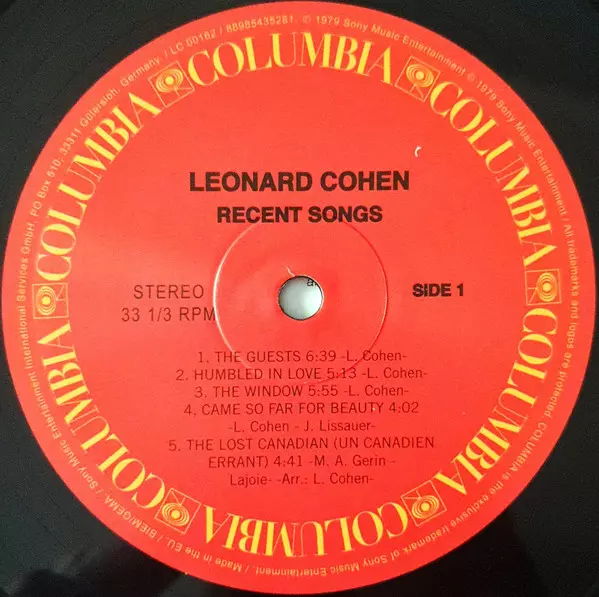 LEONARD COHEN
RECENT SONGS
STEREO
33 1/3 RPM
SIDE 1
1. THE GUESTS 6:39 -L. Cohen-
2. HUMBLED IN LOVE 5:13 -L. Cohen-
3. THE WINDOW 5:55 -L. Cohen-
4. CAME SO FAR FOR BEAUTY 4:02
-L. Cohen - J. Lissauer-
5. THE LOST CANADIAN (UN CANADIEN
ERRANT) 4:41 -M. A. Gerin -
Lajoie- -Arr.: L. Cohen-
COLUMBIA
COLUMBIA
COLUMBIA
COLUMBIA
COLUMBIA
COLUMBIA
COLUMBIA
COLUMBIA
℗ 1979 Sony Music Entertainment © 1979 Sony Music Entertainment / All trademarks and logos are protected. COLUMBIA is the exclusive trademark of Sony Music Entertainment. / Made in the EU. / BIEM/GEMA. / Sony Music Entertainment International Services GmbH, PO Box 510, 33311 Gütersloh, Germany. / LC 00162 / 88985435281.